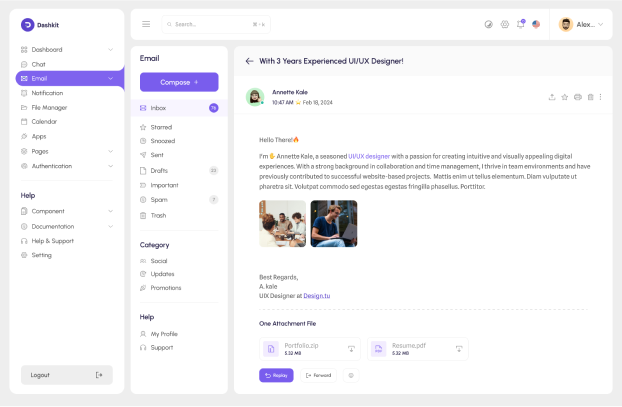 Dashkit
Dashboard
Chat
Email
Notification
File Manager
Calendar
Apps
Pages
Authentication
Help
Component
Documentation
Help & Support
Setting
Logout
Search...
Alex...
Email
Compose +
Inbox
Starred
Snoozed
Sent
Drafts
Important
Spam
Trash
Category
Social
Updates
Promotions
Help
My Profile
Support
With 3 Years Experienced UI/UX Designer!
Annette Kale
10:47 AM Feb 18, 2024
Hello There!🔥
I'm ✋ Annette Kale, a seasoned UI/UX designer with a passion for creating intuitive and visually appealing digital
experiences. With a strong background in collaboration and time management, I thrive in team environments and have
previously contributed to successful website-based projects. Mattis enim ut tellus elementum. Diam vulputate ut
pharetra sit. Volutpat commodo sed egestas egestas fringilla phasellus. Porttitor.
Best Regards,
A. kale
UIX Designer at Design.tu
One Attachment File
Portfolio.zip
5.32 MB
Resume.pdf
5.32 MB
Replay
Forward